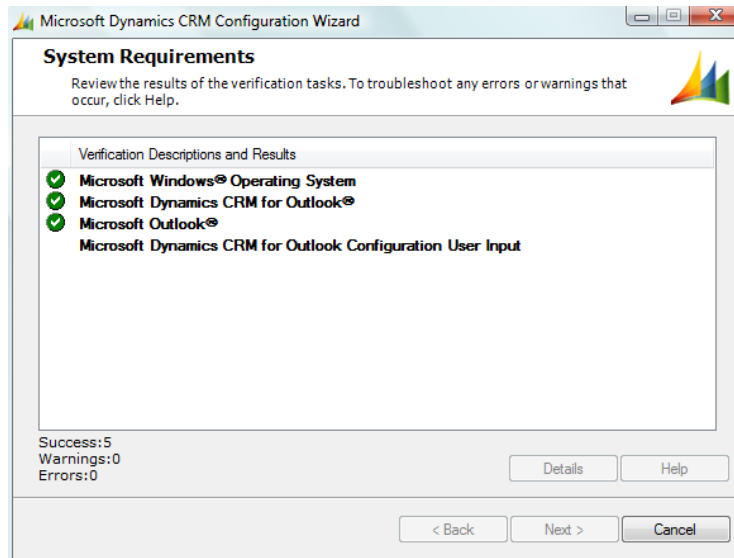 Microsoft Dynamics CRM Configuration Wizard
System Requirements
Review the results of the verification tasks. To troubleshoot any errors or warnings that
occur, click Help.
Verification Descriptions and Results
Microsoft Windows® Operating System
Microsoft Dynamics CRM for Outlook®
Microsoft Outlook®
Microsoft Dynamics CRM for Outlook Configuration User Input
Success:5
Warnings:0
Errors:0
Details
Help
< Back
Next >
Cancel